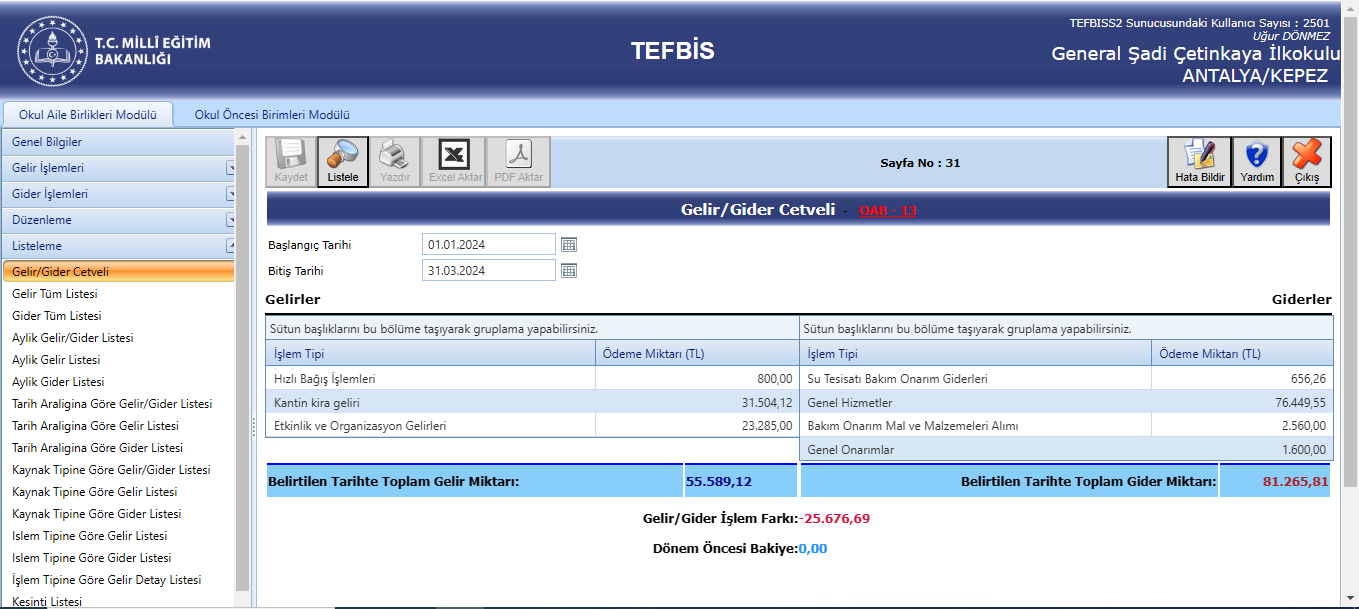 T.C. MİLLÎ EĞİTİM
BAKANLIĞI
TEFBİS
TEFBISS2 Sunucusundaki Kullanıcı Sayısı : 2501
Uğur DÖNMEZ
General Şadi Çetinkaya İlkokulu
ANTALYA/KEPEZ
Okul Aile Birlikleri Modülü
Okul Öncesi Birimleri Modülü
Genel Bilgiler
Gelir İşlemleri
Gider İşlemleri
Düzenleme
Listeleme
Gelir/Gider Cetveli
Gelir Tüm Listesi
Gider Tüm Listesi
Aylik Gelir/Gider Listesi
Aylik Gelir Listesi
Aylik Gider Listesi
Tarih Araligina Göre Gelir/Gider Listesi
Tarih Araligina Göre Gelir Listesi
Tarih Araligina Göre Gider Listesi
Kaynak Tipine Göre Gelir/Gider Listesi
Kaynak Tipine Göre Gelir Listesi
Kaynak Tipine Göre Gider Listesi
Islem Tipine Göre Gelir Listesi
Islem Tipine Göre Gider Listesi
İşlem Tipine Göre Gelir Detay Listesi
Kesinti Listesi
Kaydet
Listele
Yazdır
Excel Aktar
PDF Aktar
Sayfa No : 31
Hata Bildir
Yardım
Çıkış
Gelir/Gider Cetveli - OAB - 13
Başlangıç Tarihi 01.01.2024
Bitiş Tarihi 31.03.2024
Gelirler
Giderler
Sütun başlıklarını bu bölüme taşıyarak gruplama yapabilirsiniz.
İşlem Tipi Ödeme Miktarı (TL)
Hızlı Bağış İşlemleri 800,00
Kantin kira geliri 31.504,12
Etkinlik ve Organizasyon Gelirleri 23.285,00
Sütun başlıklarını bu bölüme taşıyarak gruplama yapabilirsiniz.
İşlem Tipi Ödeme Miktarı (TL)
Su Tesisatı Bakım Onarım Giderleri 656,26
Genel Hizmetler 76.449,55
Bakım Onarım Mal ve Malzemeleri Alımı 2.560,00
Genel Onarımlar 1.600,00
Belirtilen Tarihte Toplam Gelir Miktarı: 55.589,12
Belirtilen Tarihte Toplam Gider Miktarı: 81.265,81
Gelir/Gider İşlem Farkı:-25.676,69
Dönem Öncesi Bakiye:0,00